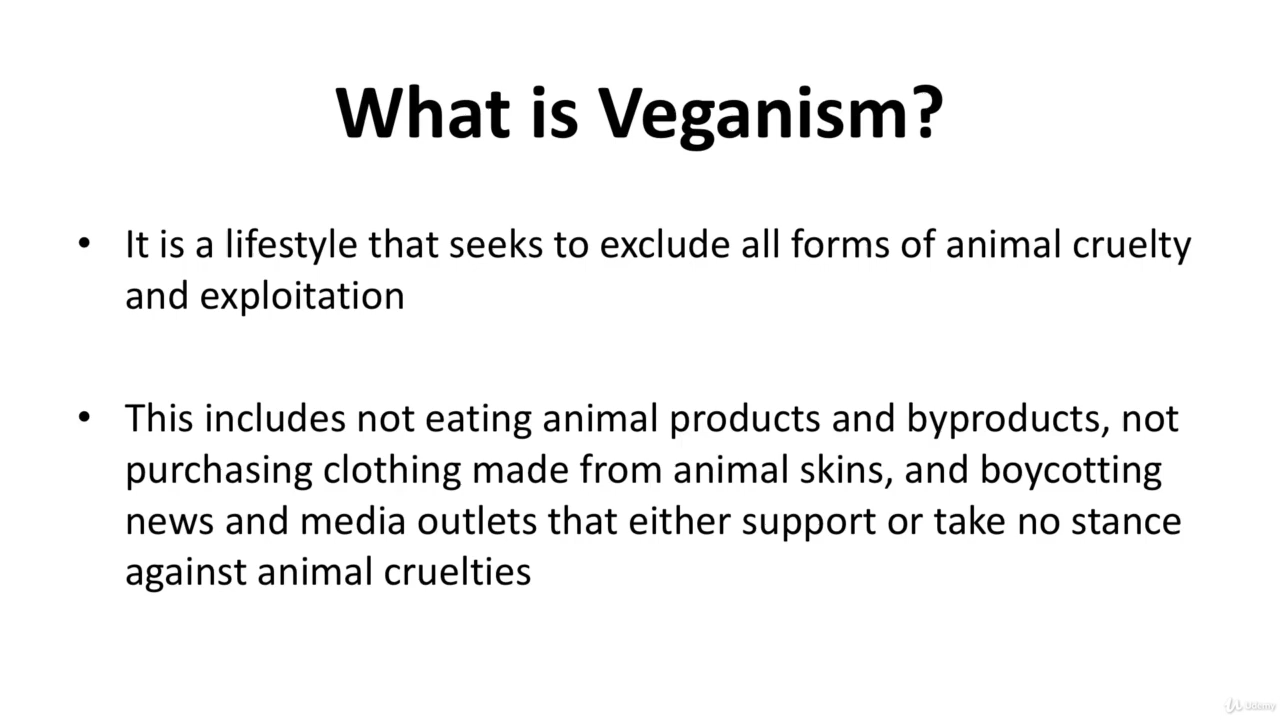 What is Veganism?
• It is a lifestyle that seeks to exclude all forms of animal cruelty
and exploitation
• This includes not eating animal products and byproducts, not
purchasing clothing made from animal skins, and boycotting
news and media outlets that either support or take no stance
against animal cruelties
Udemy